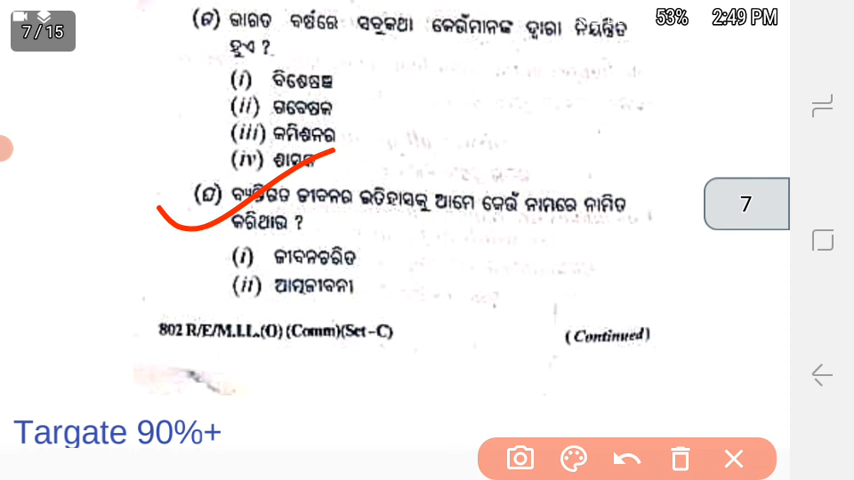 7/15
53% 2:49 PM
(ଚ) ଭାରତ ବର୍ଷରେ ସବୁକଥା କେଉଁମାନଙ୍କ ଦ୍ୱାରା ନିୟନ୍ତ୍ରିତ
ହୁଏ ?
(i) ବିଶେଷଜ୍ଞ
(ii) ଗବେଷକ
(iii) କମିଶନର
(iv) ଶାସକ
ବ୍ୟକ୍ତିଗତ ଜୀବନର ଇତିହାସକୁ ଆମେ କେଉଁ ନାମରେ ନାମିତ
କରିଥାଉ ?
(i) ଜୀବନଚରିତ
(ii) ଆତ୍ମଜୀବନୀ
7
802 R/E/M.I.L.(O) (Comm)(Set-C)
(Continued)
Targate 90%+